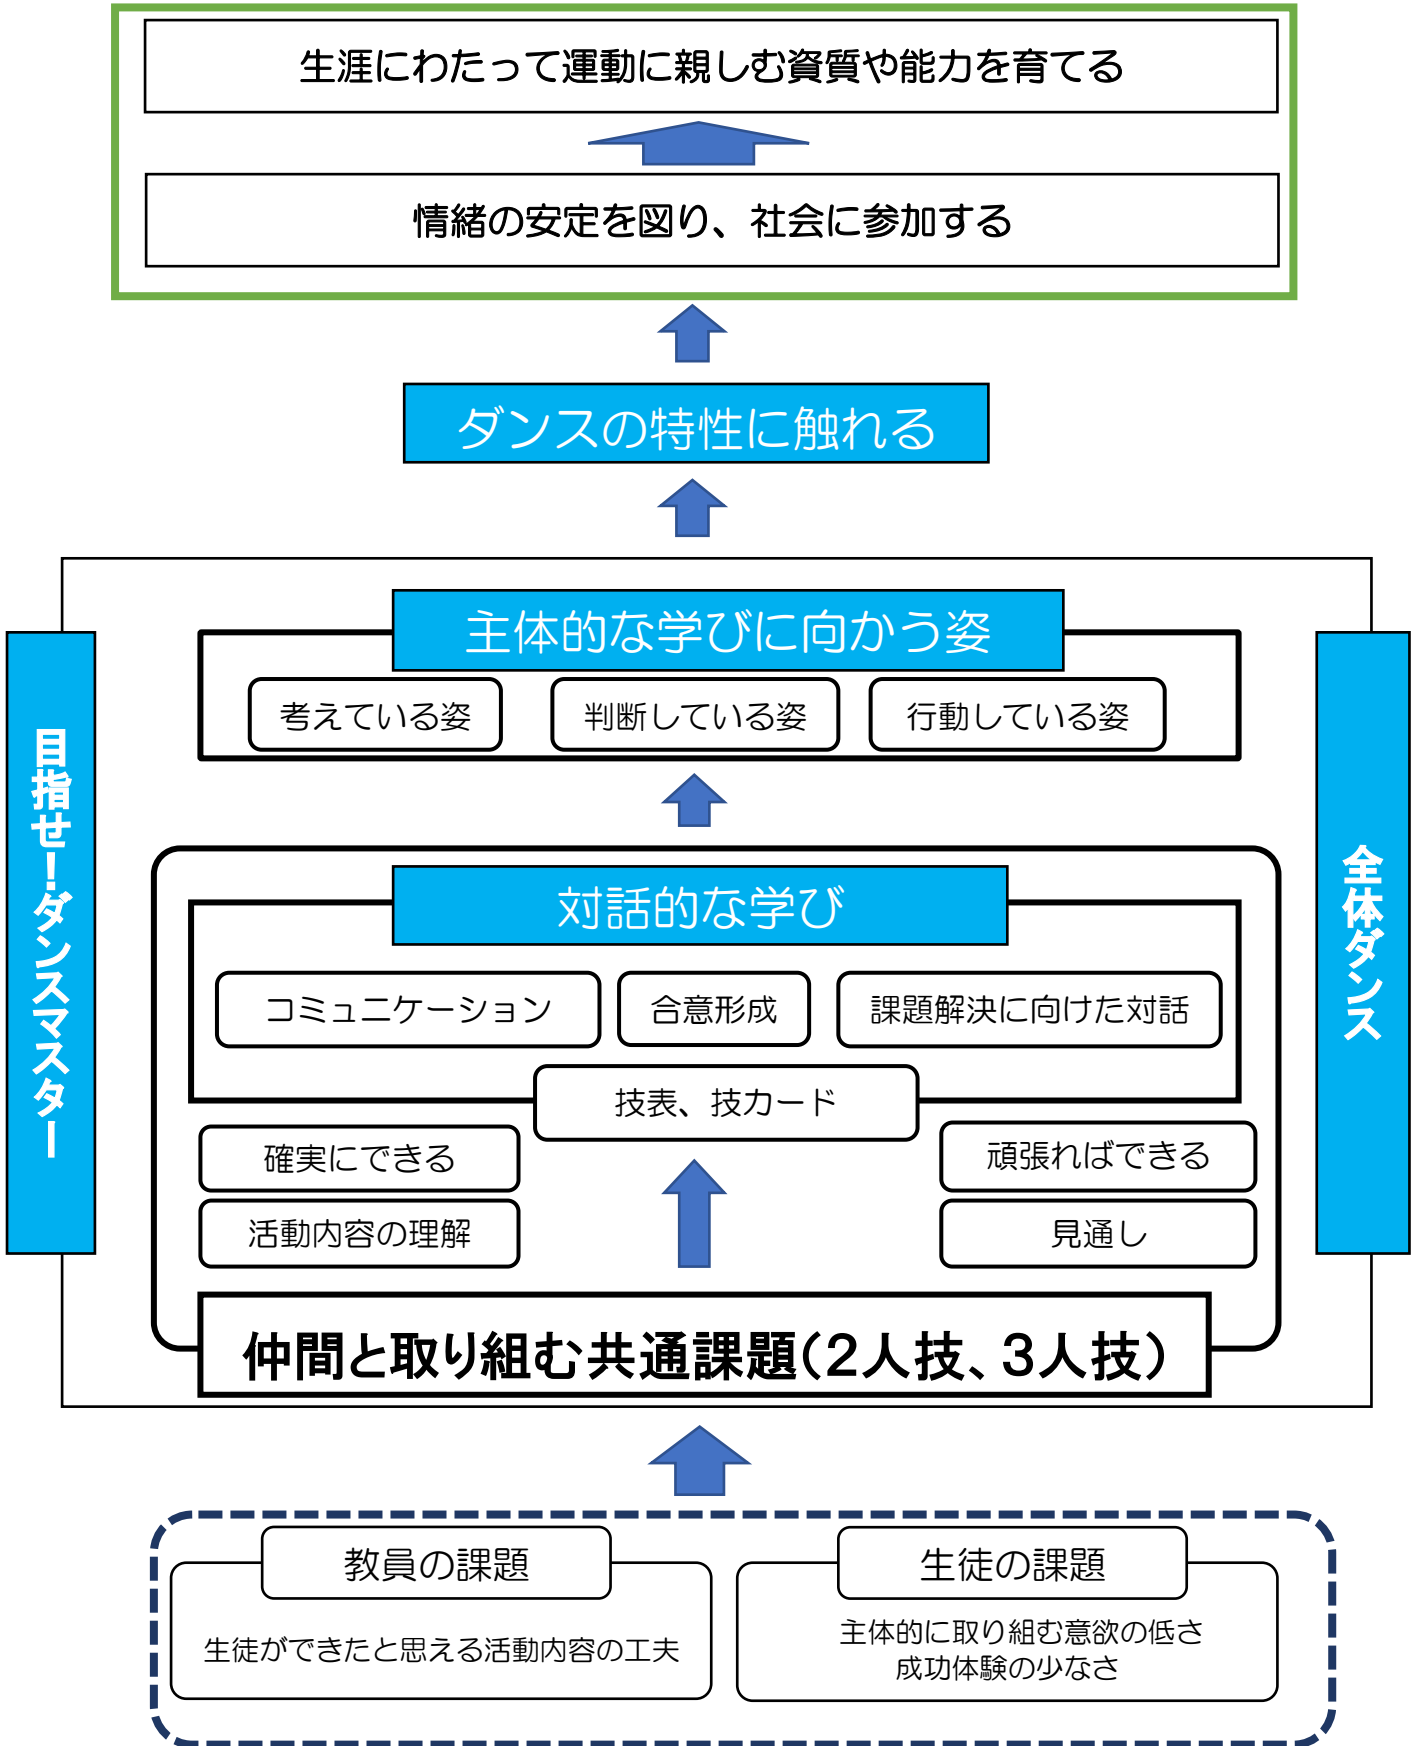 生涯にわたって運動に親しむ資質や能力を育てる
情緒の安定を図り、社会に参加する
ダンスの特性に触れる
主体的な学びに向かう姿
考えている姿
判断している姿
行動している姿
目指せ!ダンスマスター
全体ダンス
対話的な学び
コミュニケーション
合意形成
課題解決に向けた対話
技表、技カード
確実にできる
頑張ればできる
活動内容の理解
見通し
仲間と取り組む共通課題(2人技、3人技)
教員の課題
生徒ができたと思える活動内容の工夫
生徒の課題
主体的に取り組む意欲の低さ
成功体験の少なさ